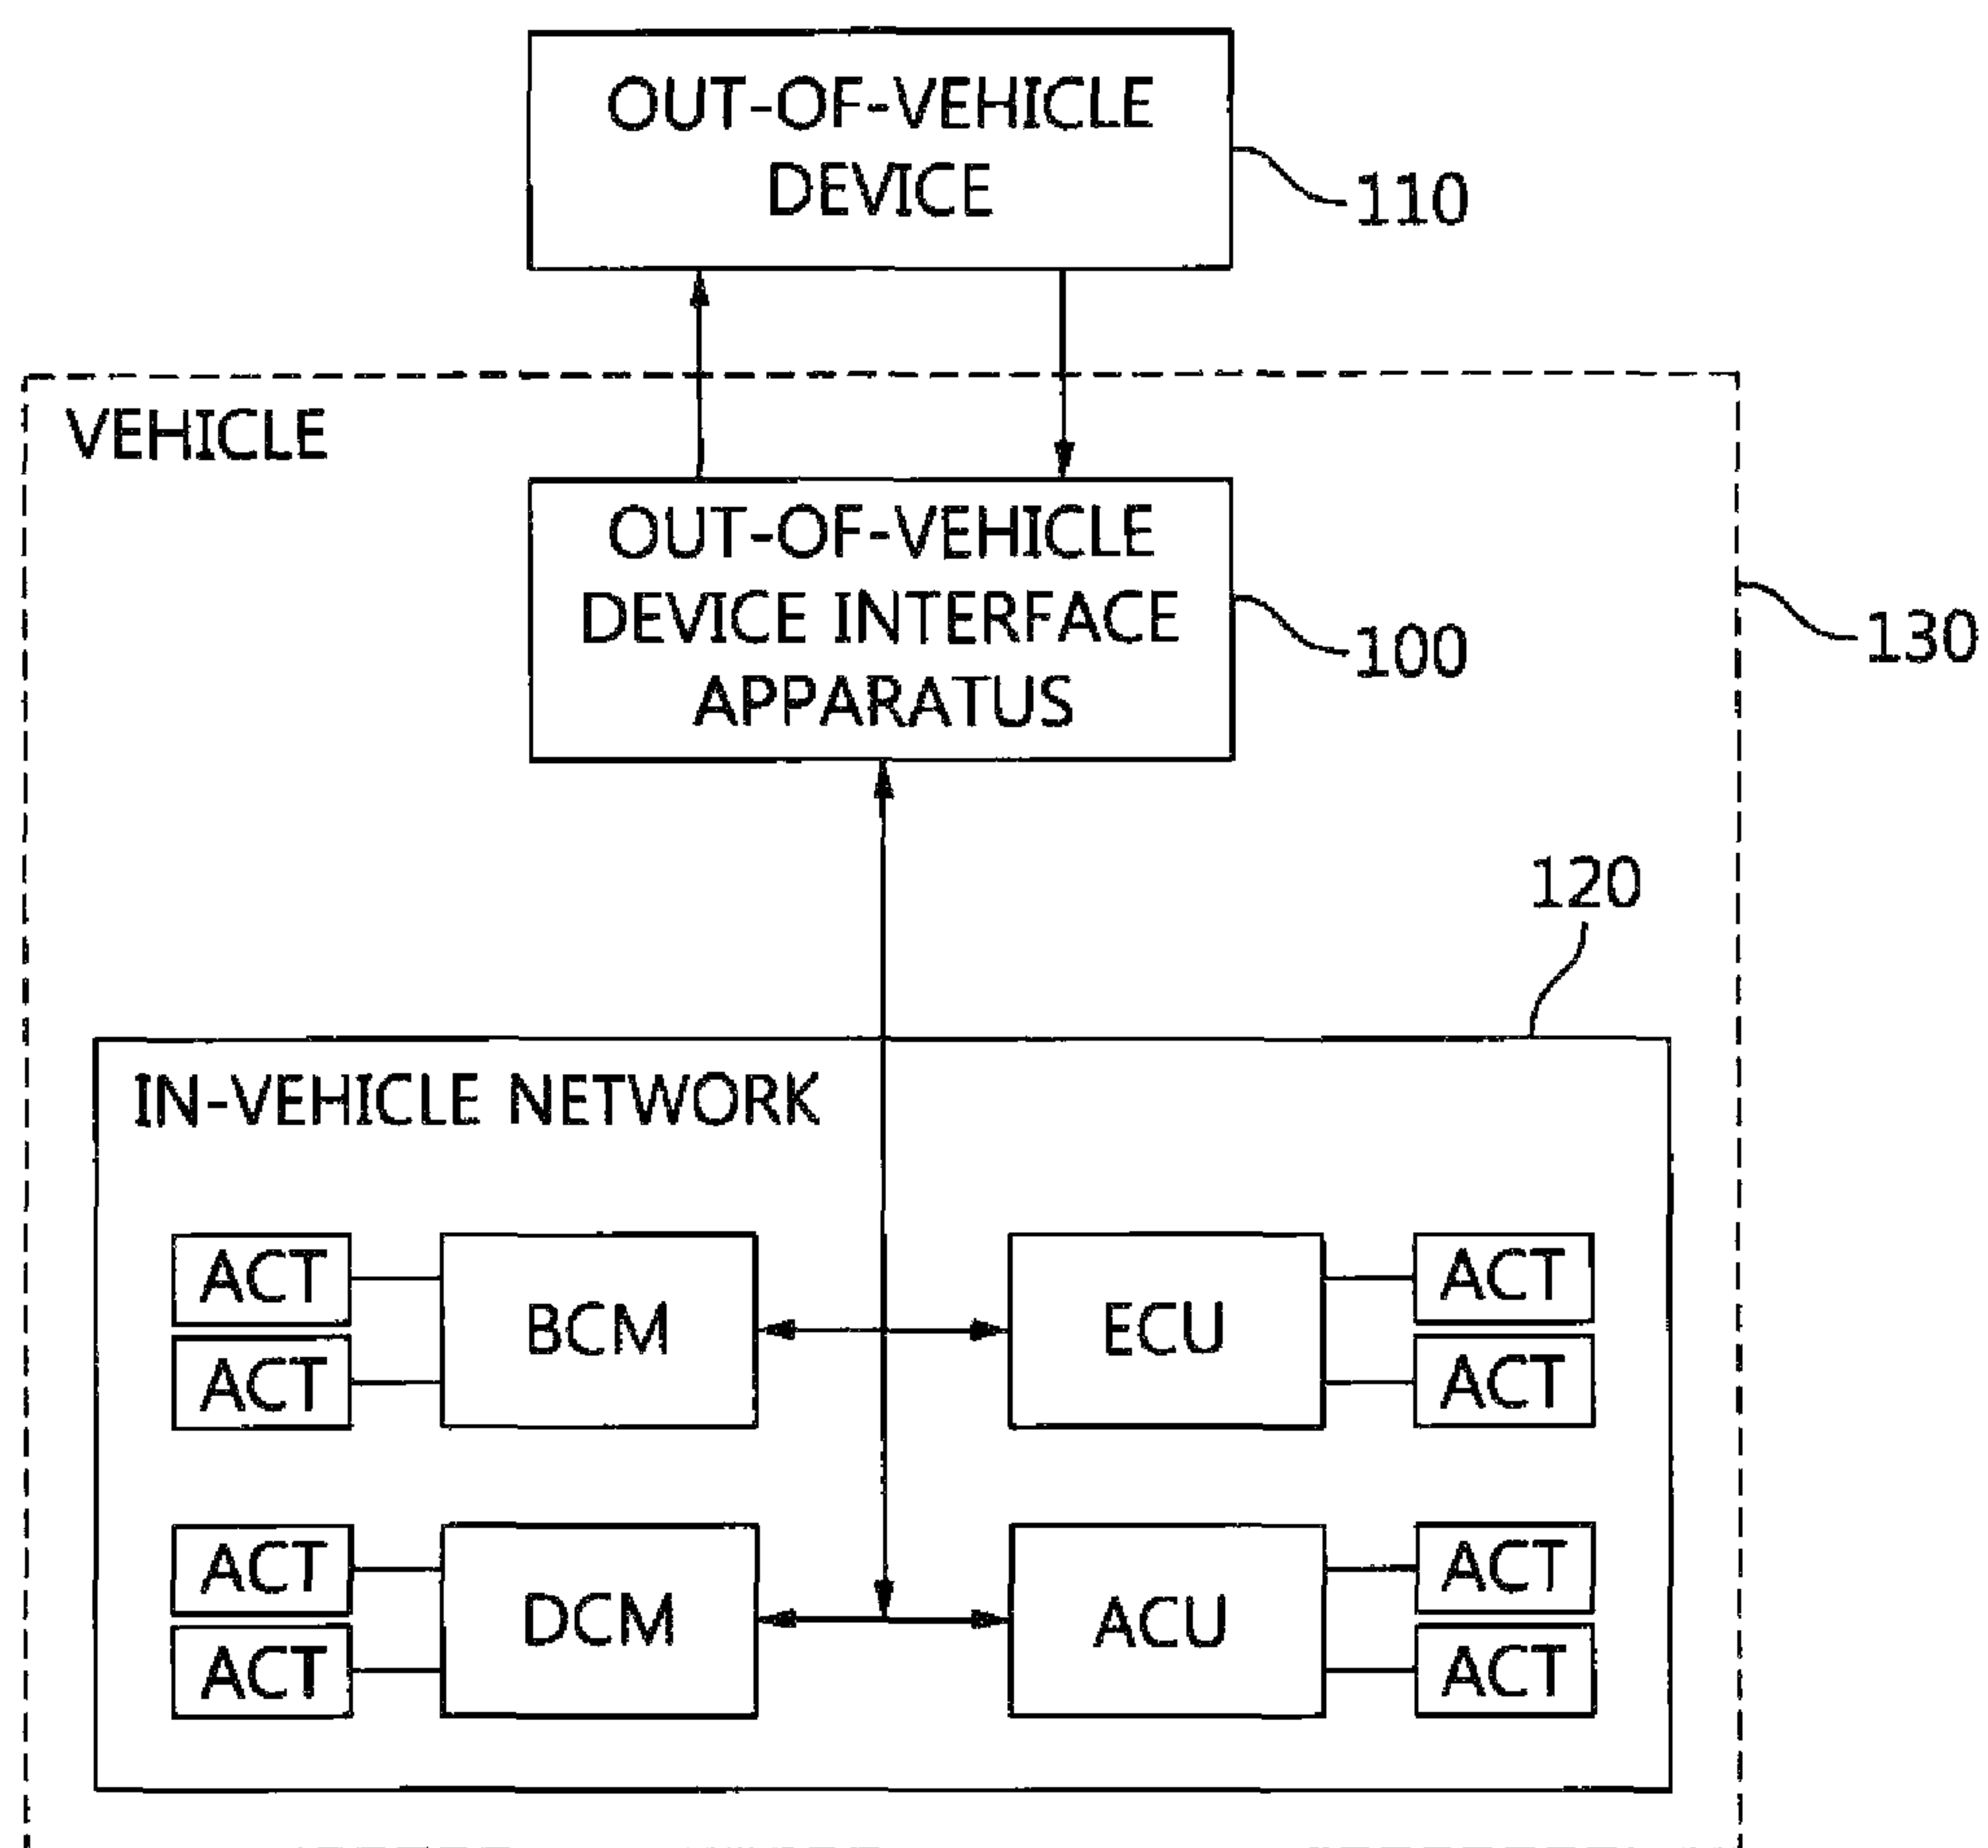 OUT-OF-VEHICLE
DEVICE
110
VEHICLE
OUT-OF-VEHICLE
DEVICE INTERFACE
APPARATUS
100
130
120
IN-VEHICLE NETWORK
ACT
ACT
BCM
ECU
ACT
ACT
ACT
ACT
DCM
ACU
ACT
ACT